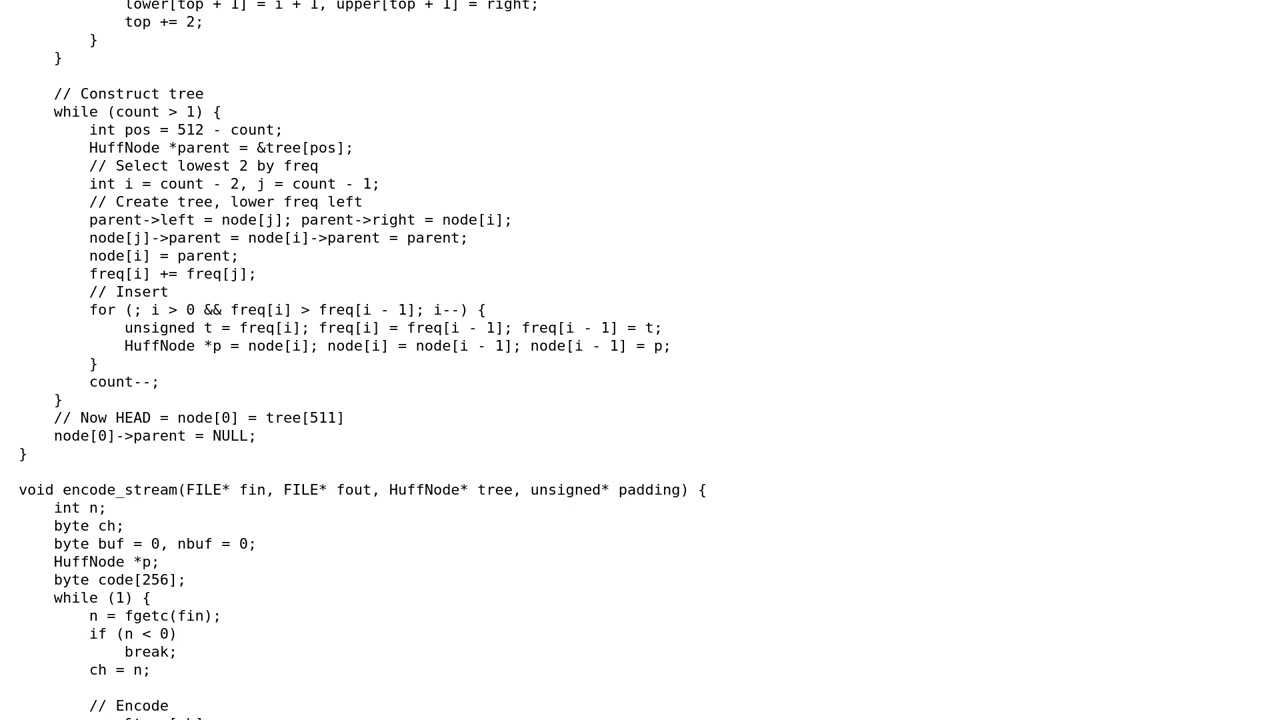 lower[top + 1] = i + 1, upper[top + 1] = right;
            top += 2;
        }
    }

    // Construct tree
    while (count > 1) {
        int pos = 512 - count;
        HuffNode *parent = &tree[pos];
        // Select lowest 2 by freq
        int i = count - 2, j = count - 1;
        // Create tree, lower freq left
        parent->left = node[j]; parent->right = node[i];
        node[j]->parent = node[i]->parent = parent;
        node[i] = parent;
        freq[i] += freq[j];
        // Insert
        for (; i > 0 && freq[i] > freq[i - 1]; i--) {
            unsigned t = freq[i]; freq[i] = freq[i - 1]; freq[i - 1] = t;
            HuffNode *p = node[i]; node[i] = node[i - 1]; node[i - 1] = p;
        }
        count--;
    }
    // Now HEAD = node[0] = tree[511]
    node[0]->parent = NULL;
}

void encode_stream(FILE* fin, FILE* fout, HuffNode* tree, unsigned* padding) {
    int n;
    byte ch;
    byte buf = 0, nbuf = 0;
    HuffNode *p;
    byte code[256];
    while (1) {
        n = fgetc(fin);
        if (n < 0)
            break;
        ch = n;

        // Encode